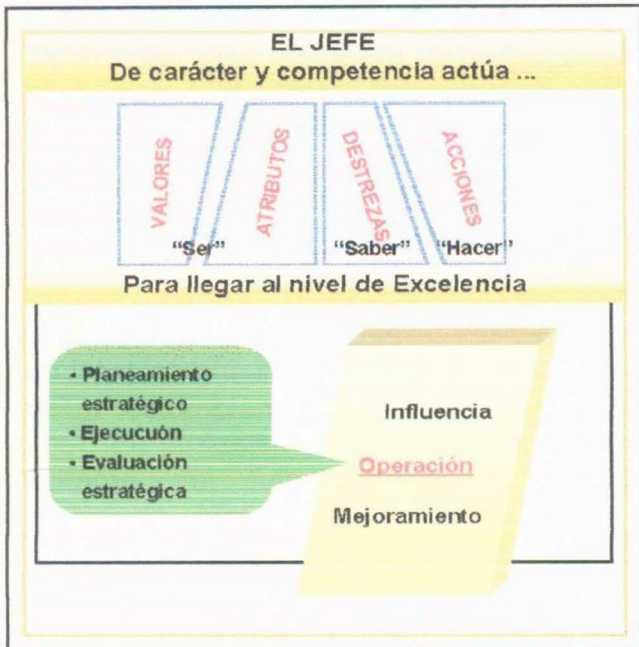 EL JEFE
De carácter y competencia actúa ...
VALORES
ATRIBUTOS
DESTREZAS
ACCIONES
“Ser”
“Saber”
“Hacer”
Para llegar al nivel de Excelencia
• Planeamiento
estratégico
• Ejecucuón
• Evaluación
estratégica
Influencia
Operación
Mejoramiento